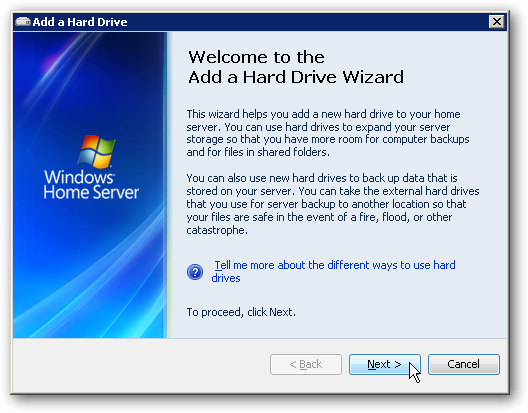 Add a Hard Drive
Welcome to the
Add a Hard Drive Wizard
Windows
Home Server
This wizard helps you add a new hard drive to your home
server. You can use hard drives to expand your server
storage so that you have more room for computer backups
and for files in shared folders.
You can also use new hard drives to back up data that is
stored on your server. You can take the external hard drives
that you use for server backup to another location so that
your files are safe in the event of a fire, flood, or other
catastrophe.
? Tell me more about the different ways to use hard
drives
To proceed, click Next.
< Back
Next >
Cancel